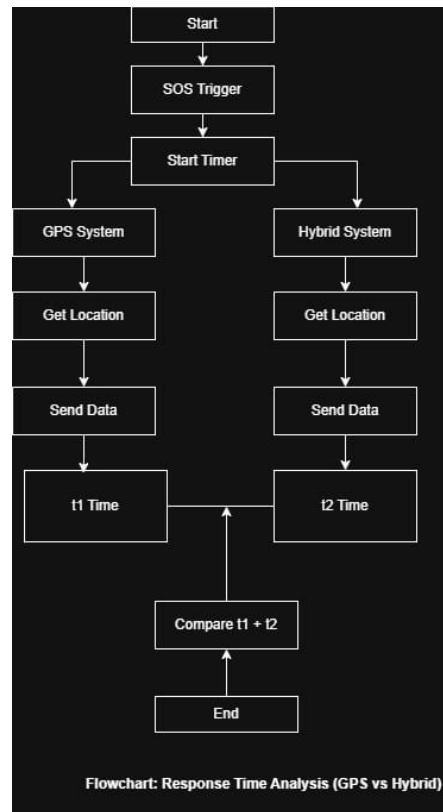 Start
SOS Trigger
Start Timer
GPS System
Hybrid System
Get Location
Get Location
Send Data
Send Data
t1 Time
t2 Time
Compare t1 + t2
End
Flowchart: Response Time Analysis (GPS vs Hybrid)